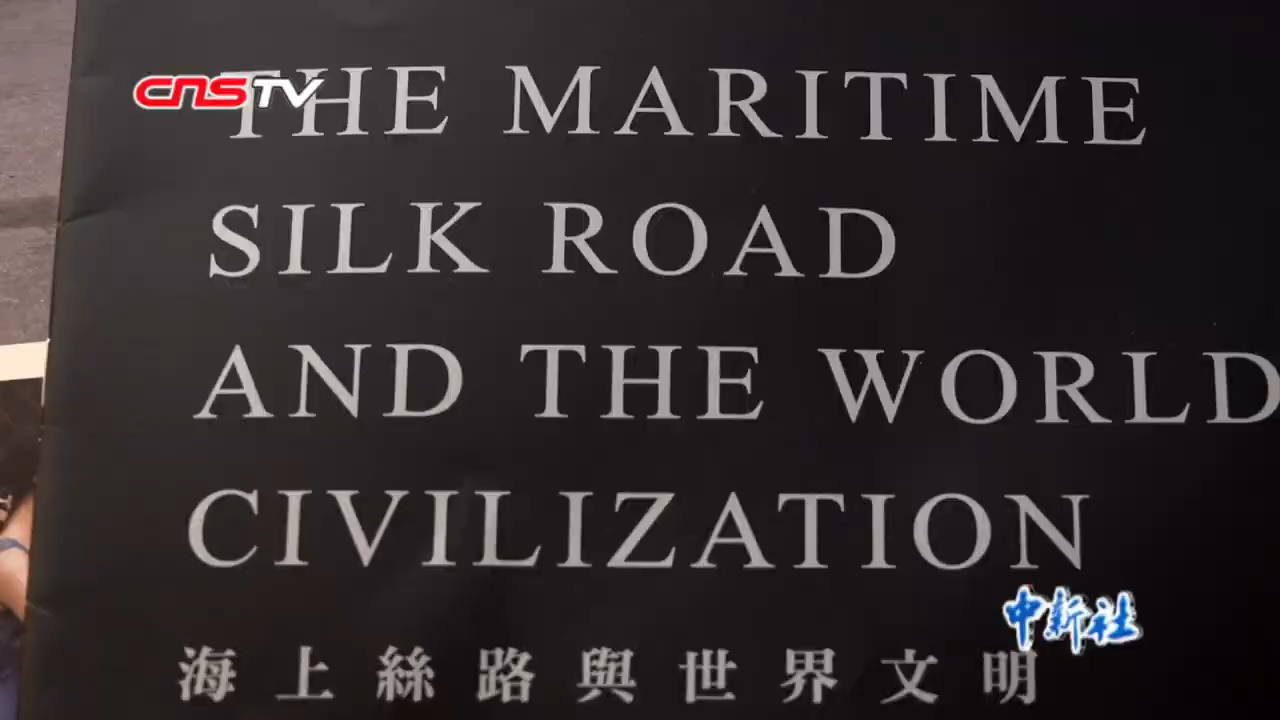 CNSTV
THE MARITIME
SILK ROAD
AND THE WORLD
CIVILIZATION
中新社
海上絲路與世界文明